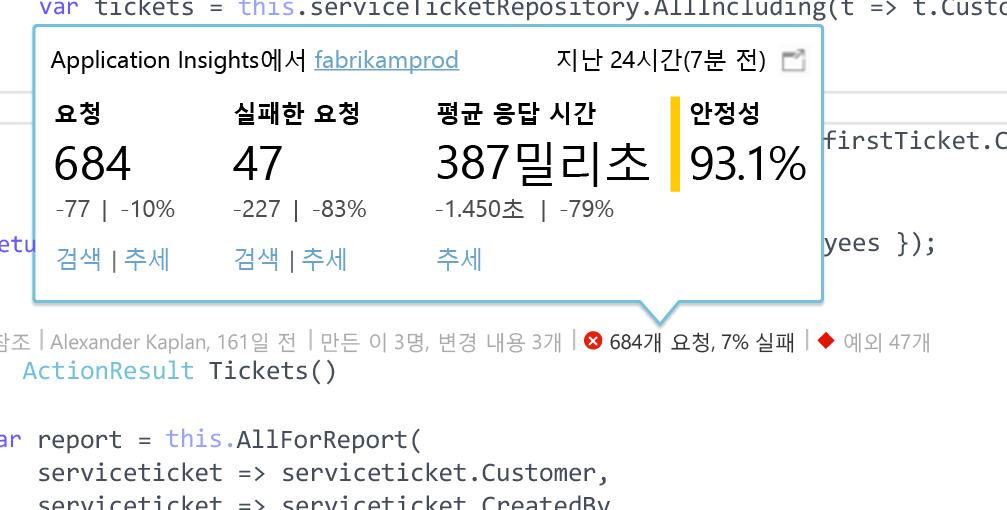 var tickets = this.serviceTicketRepository.AllIncluding(t => t.Custo
Application Insights에서 fabrikamprod 지난 24시간(7분 전)
요청 실패한 요청 평균 응답 시간 안정성
684 47 387밀리초 93.1%
-77 | -10% -227 | -83% -1.450초 | -79%
검색 | 추세 검색 | 추세 추세
firstTicket.C
etu yees });
참조 | Alexander Kaplan, 161일 전 | 만든 이 3명, 변경 내용 3개 | 684개 요청, 7% 실패 | 예외 47개
ActionResult Tickets()
ar report = this.AllForReport(
serviceticket => serviceticket.Customer,
serviceticket => serviceticket.CreatedBy